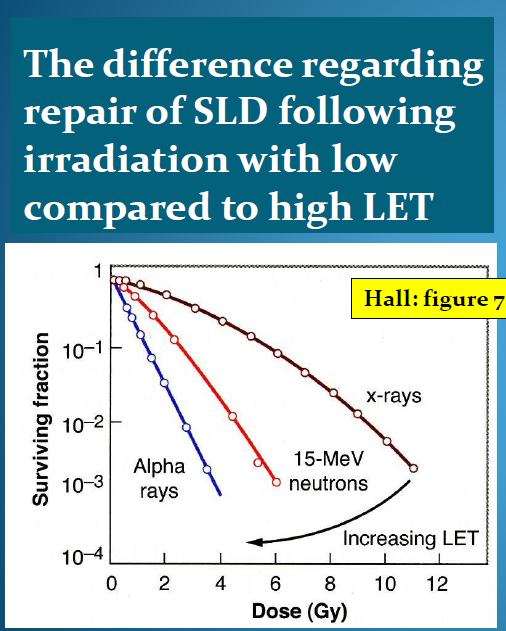 The difference regarding
repair of SLD following
irradiation with low
compared to high LET
Hall: figure 7
1
10–1
10–2
10–3
10–4
Surviving fraction
x-rays
15-MeV
neutrons
Alpha
rays
Increasing LET
0 2 4 6 8 10 12
Dose (Gy)